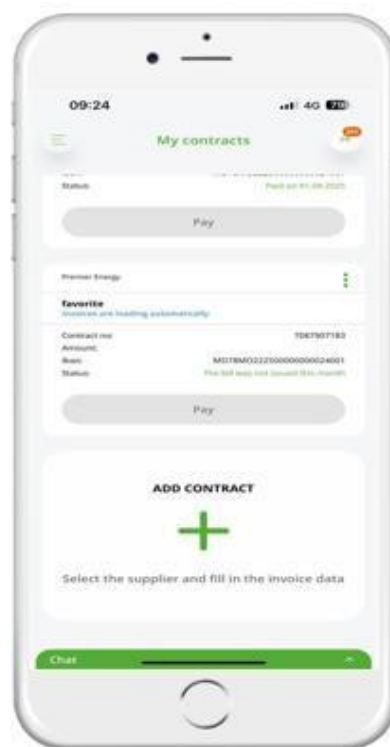 09:24 4G
My contracts
Status: Paid on 01.09.2025
Pay
Premier Energy
favorite
Invoices are loading automatically
Contract no:
Amount:
Iban:
Status: The bill was not issued this month
Pay
ADD CONTRACT
Select the supplier and fill in the invoice data
Chat